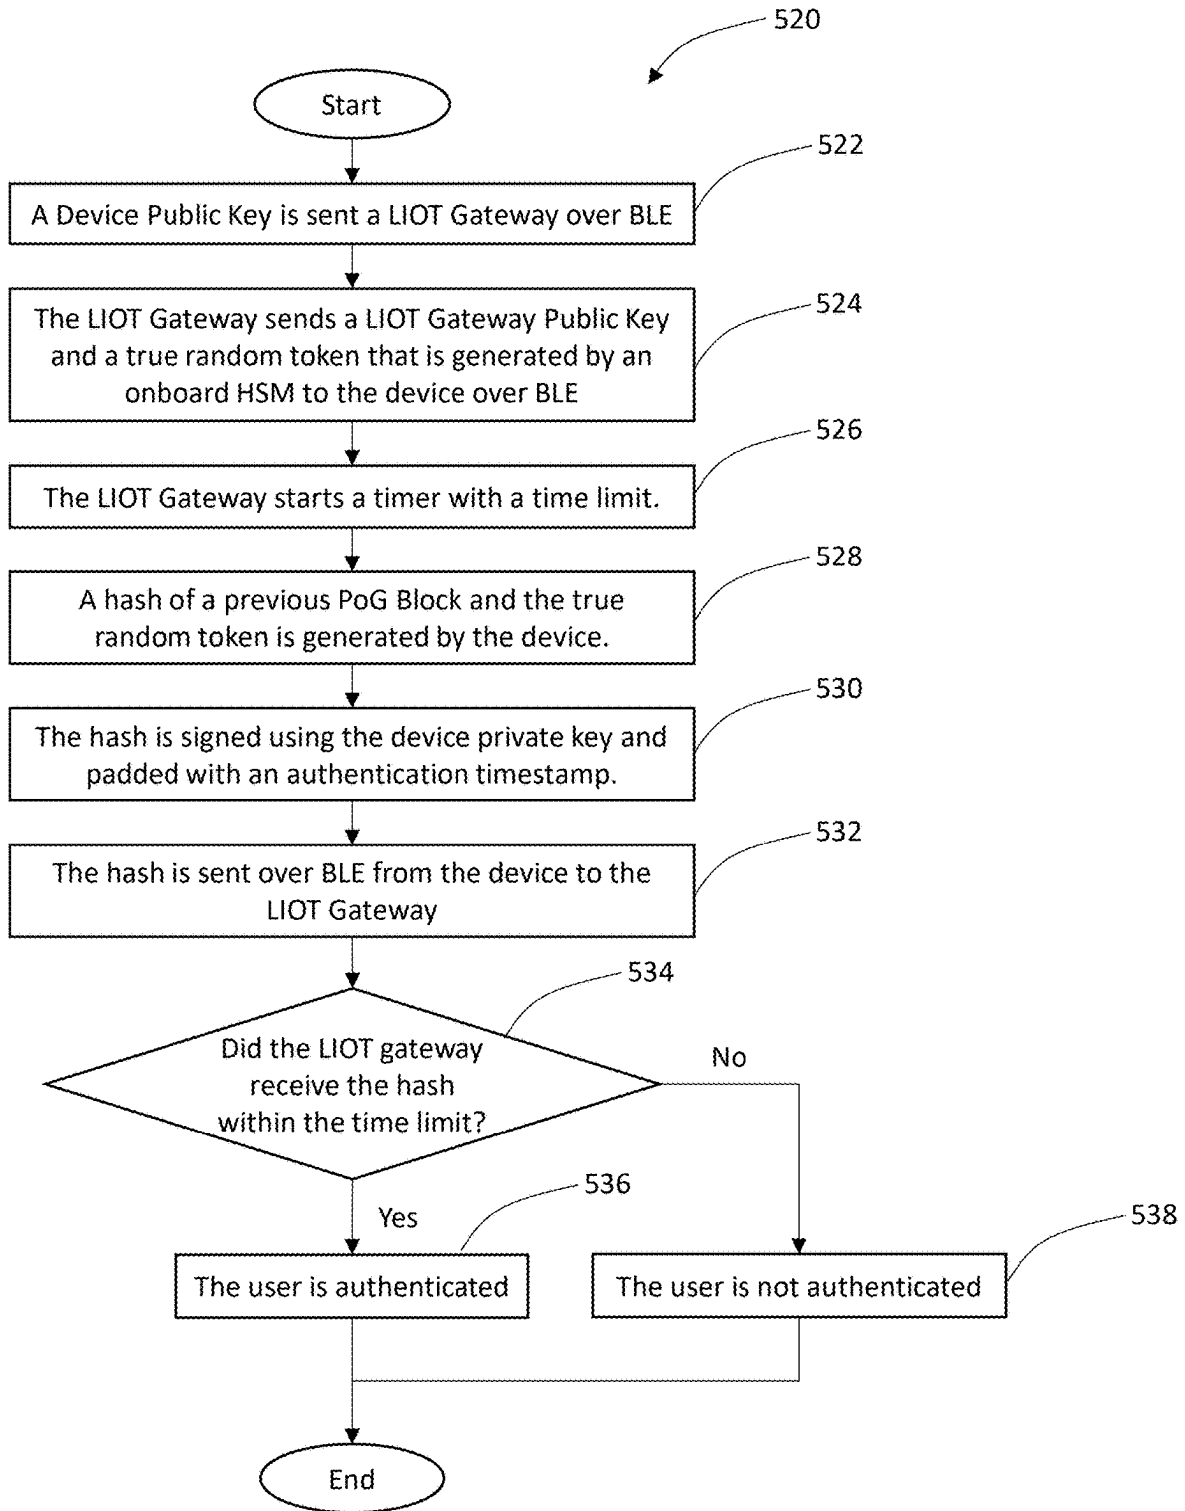 520
Start
522
A Device Public Key is sent a LIOT Gateway over BLE
524
The LIOT Gateway sends a LIOT Gateway Public Key
and a true random token that is generated by an
onboard HSM to the device over BLE
526
The LIOT Gateway starts a timer with a time limit.
528
A hash of a previous PoG Block and the true
random token is generated by the device.
530
The hash is signed using the device private key and
padded with an authentication timestamp.
532
The hash is sent over BLE from the device to the
LIOT Gateway
534
Did the LIOT gateway
receive the hash
within the time limit?
No
Yes
536
538
The user is authenticated
The user is not authenticated
End